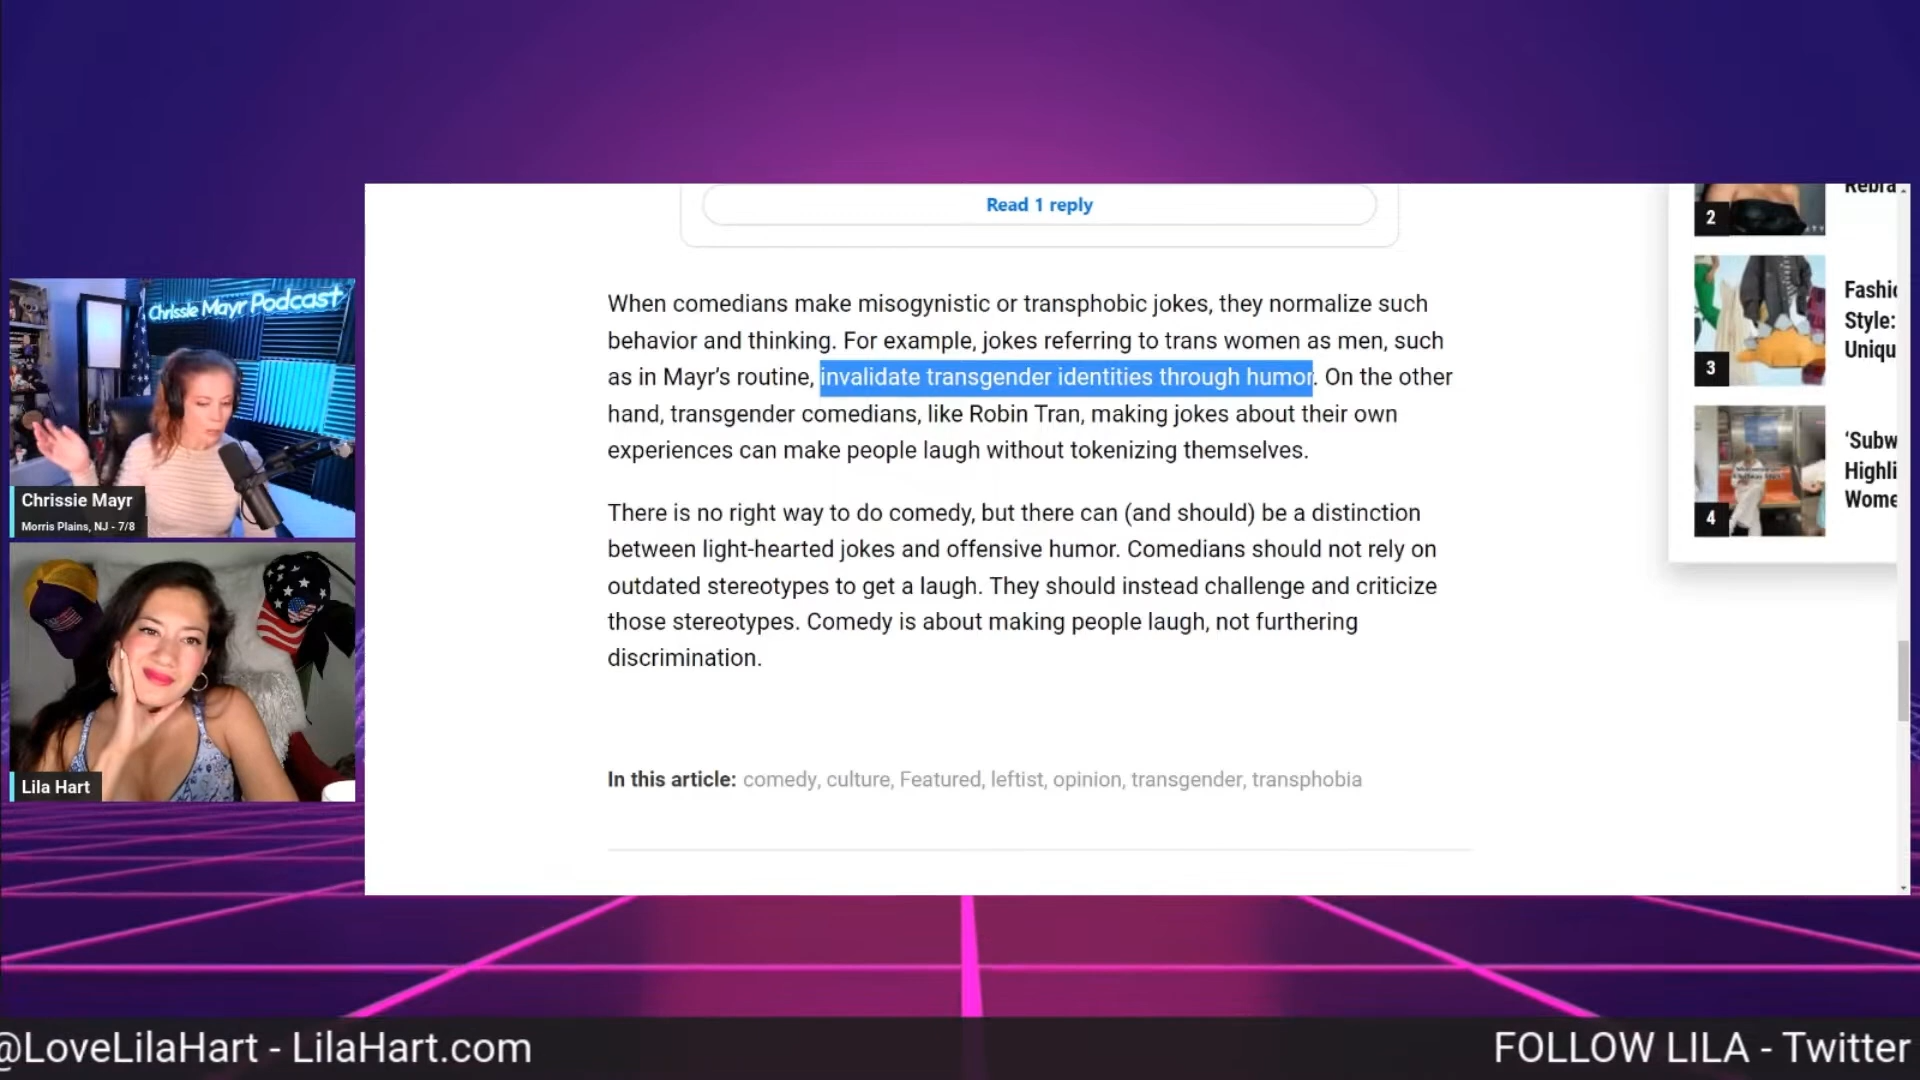 Read 1 reply
When comedians make misogynistic or transphobic jokes, they normalize such
behavior and thinking. For example, jokes referring to trans women as men, such
as in Mayr’s routine, invalidate transgender identities through humor. On the other
hand, transgender comedians, like Robin Tran, making jokes about their own
experiences can make people laugh without tokenizing themselves.
There is no right way to do comedy, but there can (and should) be a distinction
between light-hearted jokes and offensive humor. Comedians should not rely on
outdated stereotypes to get a laugh. They should instead challenge and criticize
those stereotypes. Comedy is about making people laugh, not furthering
discrimination.
In this article: comedy, culture, Featured, leftist, opinion, transgender, transphobia
Rebra
2
Fashic
Style:
Uniqu
3
‘Subw
Highli
Wome
4
Chrissie Mayr Podcast
Chrissie Mayr
Morris Plains, NJ - 7/8
Lila Hart
@LoveLilaHart - LilaHart.com
FOLLOW LILA - Twitter